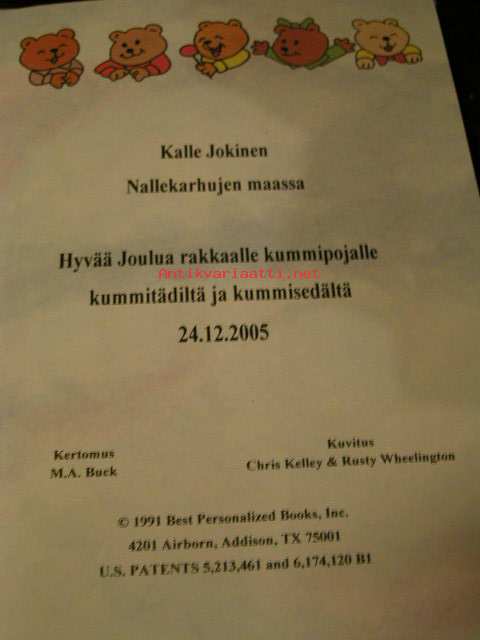 Kalle Jokinen
Nallekarhujen maassa
Hyvää Joulua rakkaalle kummipojalle
Antikvariaatti.net
kummitädiltä ja kummisedältä
24.12.2005
Kertomus
M.A. Buck
Kuvitus
Chris Kelley & Rusty Wheelington
© 1991 Best Personalized Books, Inc.
4201 Airborn, Addison, TX 75001
U.S. PATENTS 5,213,461 and 6,174,120 B1